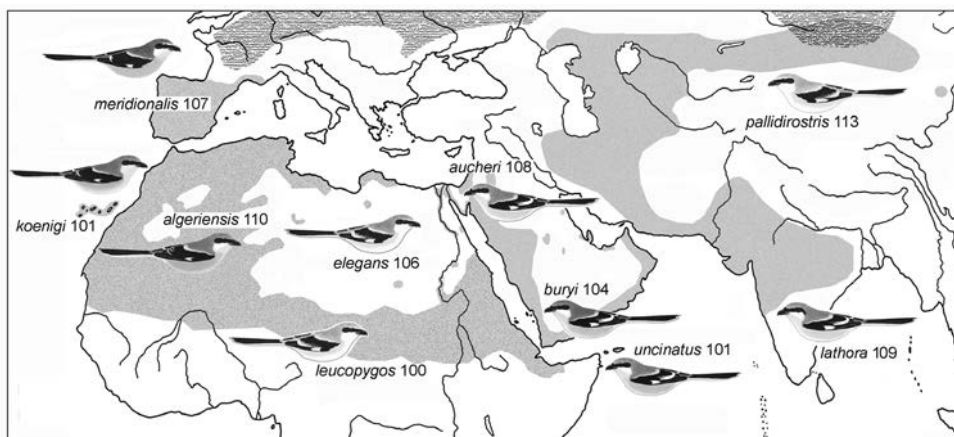 meridionalis 107
pallidirostris 113
aucheri 108
koenigi 101
algeriensis 110
elegans 106
buryi 104
uncinatus 101
lathora 109
leucopygos 100